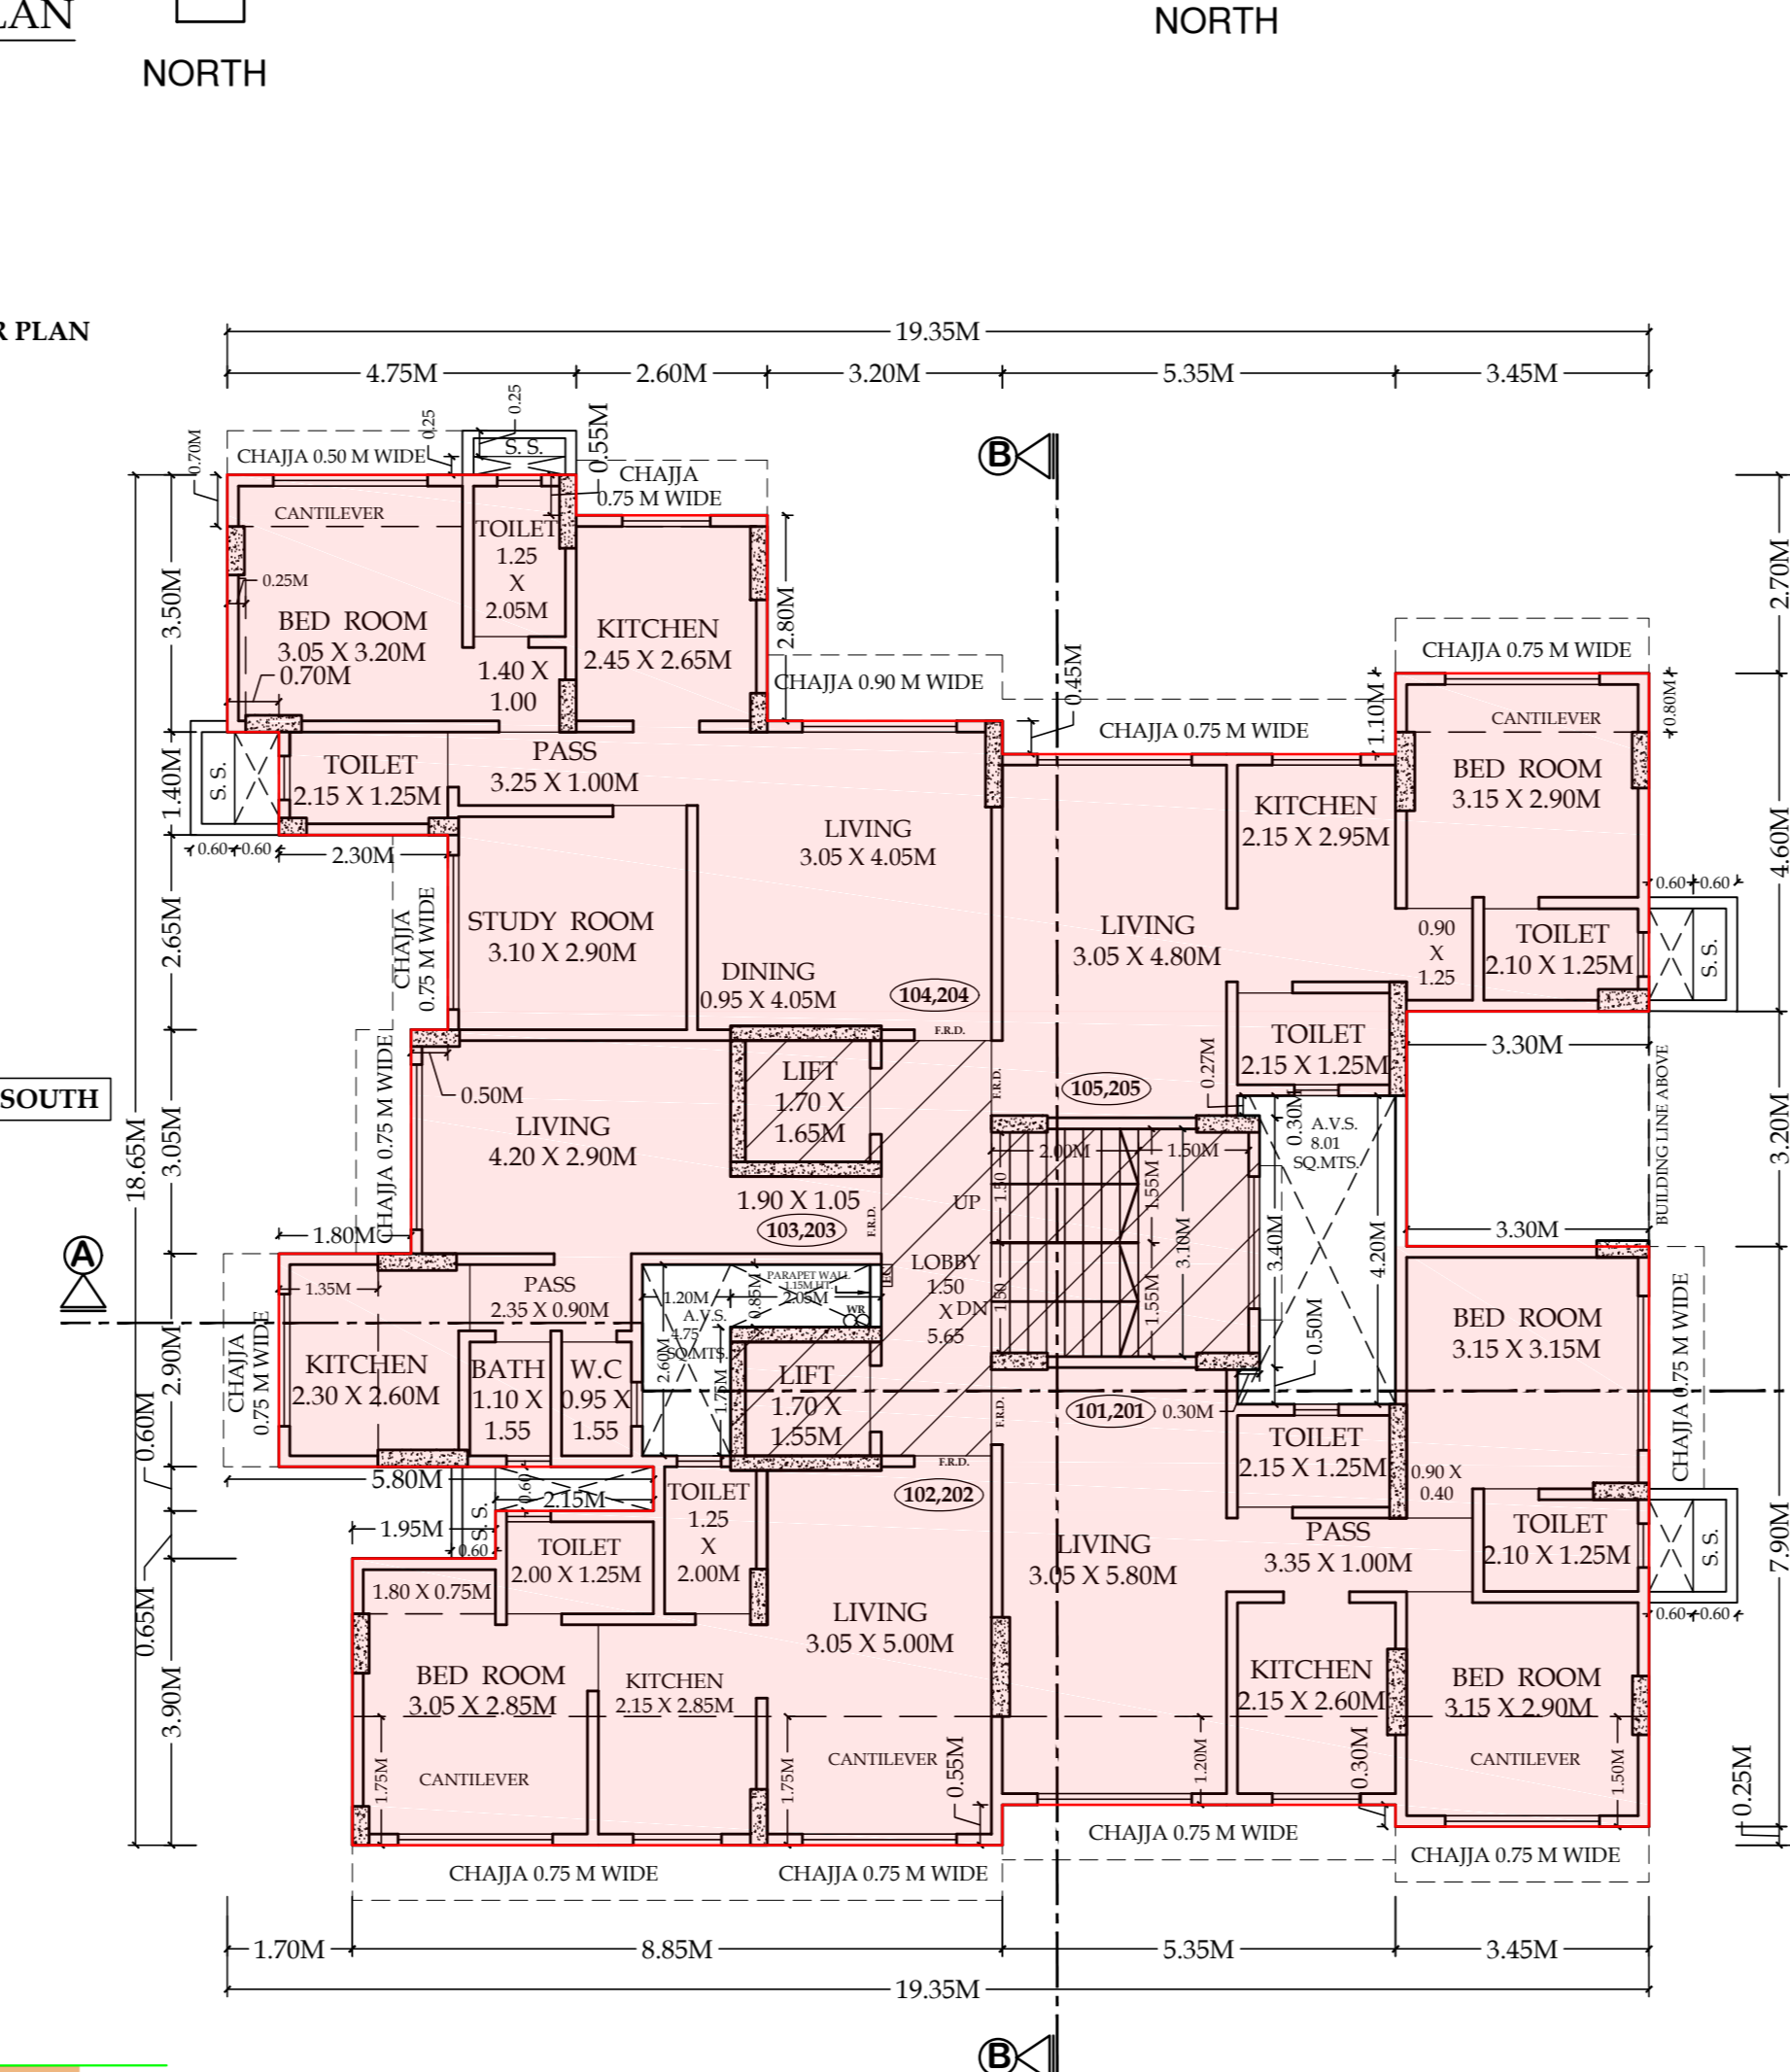 LAN
NORTH
NORTH
R PLAN
19.35M
4.75M
2.60M
3.20M
5.35M
3.45M
0.70M
CHAJJA 0.50 M WIDE
0.25
0.25
S. S.
0.55M
CHAJJA
0.75 M WIDE
B
CANTILEVER
TOILET
1.25
X
2.05M
0.25M
BED ROOM
3.05 X 3.20M
0.70M
1.40 X
1.00
KITCHEN
2.45 X 2.65M
2.80M
3.50M
2.70M
CHAJJA 0.90 M WIDE
0.45M
CHAJJA 0.75 M WIDE
1.10M
CHAJJA 0.75 M WIDE
0.80M
CANTILEVER
BED ROOM
3.15 X 2.90M
1.40M
S. S.
TOILET
2.15 X 1.25M
PASS
3.25 X 1.00M
0.60
0.60
2.30M
LIVING
3.05 X 4.05M
KITCHEN
2.15 X 2.95M
4.60M
0.60
0.60
2.65M
CHAJJA
0.75 M WIDE
STUDY ROOM
3.10 X 2.90M
DINING
0.95 X 4.05M
104,204
LIVING
3.05 X 4.80M
0.90
X
1.25
TOILET
2.10 X 1.25M
S. S.
F.R.D.
F.R.D.
TOILET
2.15 X 1.25M
3.30M
0.27M
105,205
SOUTH
18.65M
3.05M
CHAJJA 0.75 M WIDE
0.50M
LIVING
4.20 X 2.90M
LIFT
1.70 X
1.65M
0.30M
A.V.S.
8.01
SQ.MTS.
BUILDING LINE ABOVE
3.20M
2.00M
1.50M
1.50
1.55M
3.10M
3.40M
4.20M
UP
1.90 X 1.05
103,203
F.R.D.
3.30M
1.80M
A
1.35M
PASS
2.35 X 0.90M
PARAPET WALL
1.15M HT.
1.20M
0.85M
2.05M
WR
A.V.S.
4.75
SQ.MTS.
2.60M
1.75M
LOBBY
1.50
X
5.65
DN
1.50
1.55M
0.50M
BED ROOM
3.15 X 3.15M
CHAJJA 0.75 M WIDE
2.90M
CHAJJA
0.75 M WIDE
KITCHEN
2.30 X 2.60M
BATH
1.10 X
1.55
W.C
0.95 X
1.55
LIFT
1.70 X
1.55M
F.R.D.
101,201
0.30M
0.60M
5.80M
0.60
2.15M
TOILET
1.25
X
2.00M
F.R.D.
102,202
TOILET
2.15 X 1.25M
0.90 X
0.40
1.95M
S. S.
0.60
TOILET
2.00 X 1.25M
LIVING
3.05 X 5.80M
PASS
3.35 X 1.00M
TOILET
2.10 X 1.25M
S. S.
0.60
0.60
7.90M
0.65M
1.80 X 0.75M
LIVING
3.05 X 5.00M
3.90M
BED ROOM
3.05 X 2.85M
KITCHEN
2.15 X 2.85M
KITCHEN
2.15 X 2.60M
BED ROOM
3.15 X 2.90M
1.75M
CANTILEVER
1.75M
CANTILEVER
0.55M
1.20M
0.30M
CANTILEVER
1.50M
0.25M
CHAJJA 0.75 M WIDE
CHAJJA 0.75 M WIDE
CHAJJA 0.75 M WIDE
CHAJJA 0.75 M WIDE
1.70M
8.85M
5.35M
3.45M
19.35M
B